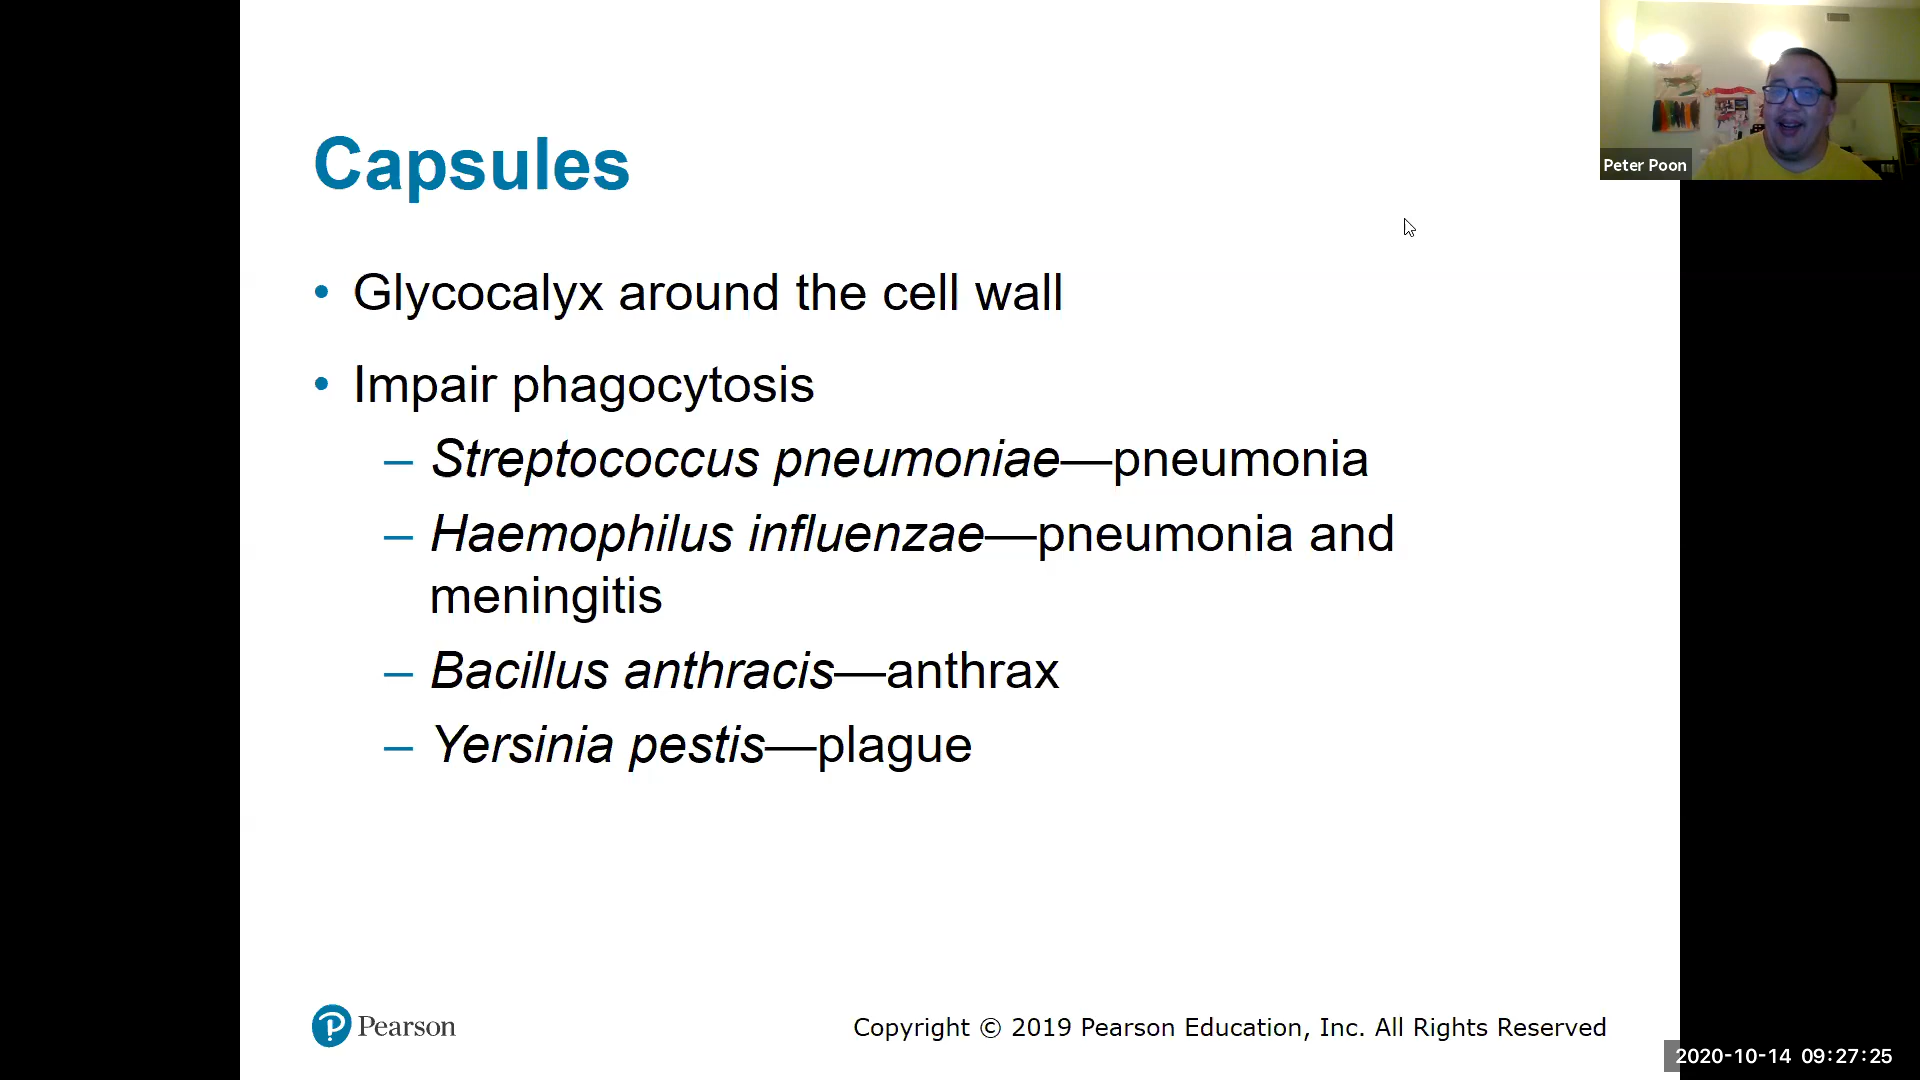 Capsules
• Glycocalyx around the cell wall
• Impair phagocytosis
– Streptococcus pneumoniae—pneumonia
– Haemophilus influenzae—pneumonia and
meningitis
– Bacillus anthracis—anthrax
– Yersinia pestis—plague
Pearson
Copyright © 2019 Pearson Education, Inc. All Rights Reserved
Peter Poon
2020-10-14 09:27:25